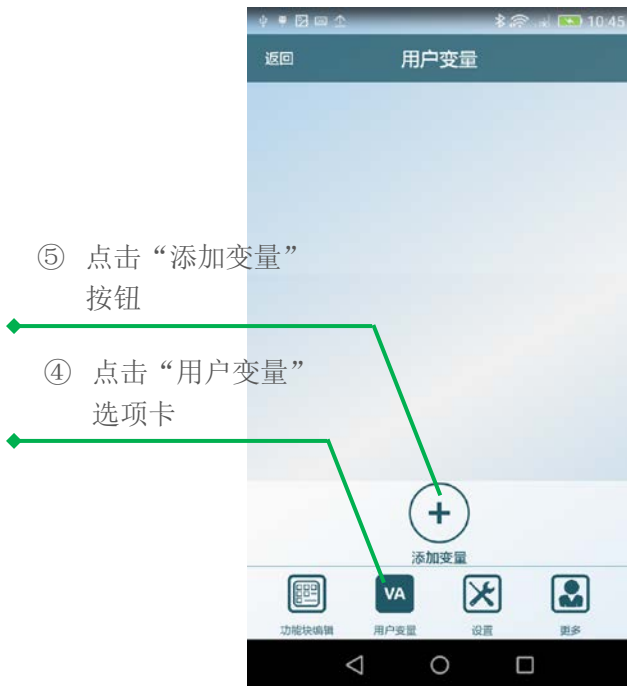 10:45
返回 用户变量
⑤ 点击“添加变量”
按钮
④ 点击“用户变量”
选项卡
添加变量
VA
功能块编辑 用户变量 设置 更多